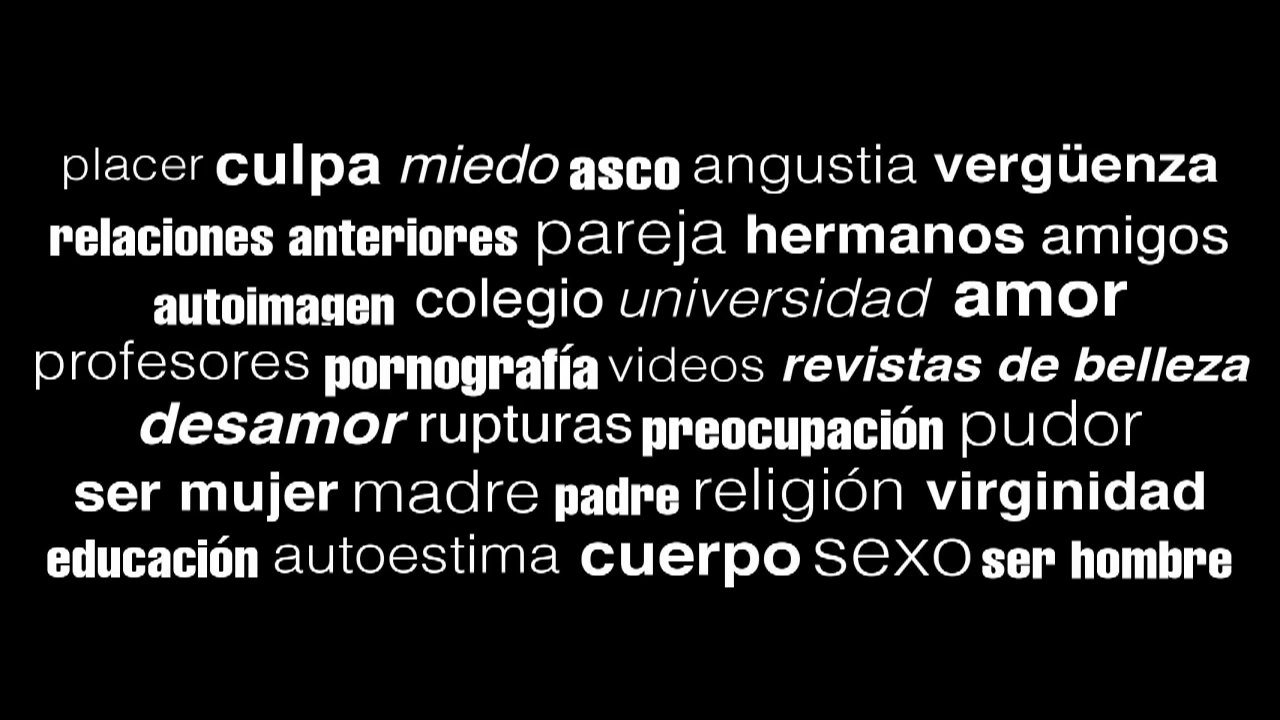 placer culpa miedo asco angustia vergüenza
relaciones anteriores pareja hermanos amigos
autoimagen colegio universidad amor
profesores pornografía videos revistas de belleza
desamor rupturas preocupación pudor
ser mujer madre padre religión virginidad
educación autoestima cuerpo sexo ser hombre